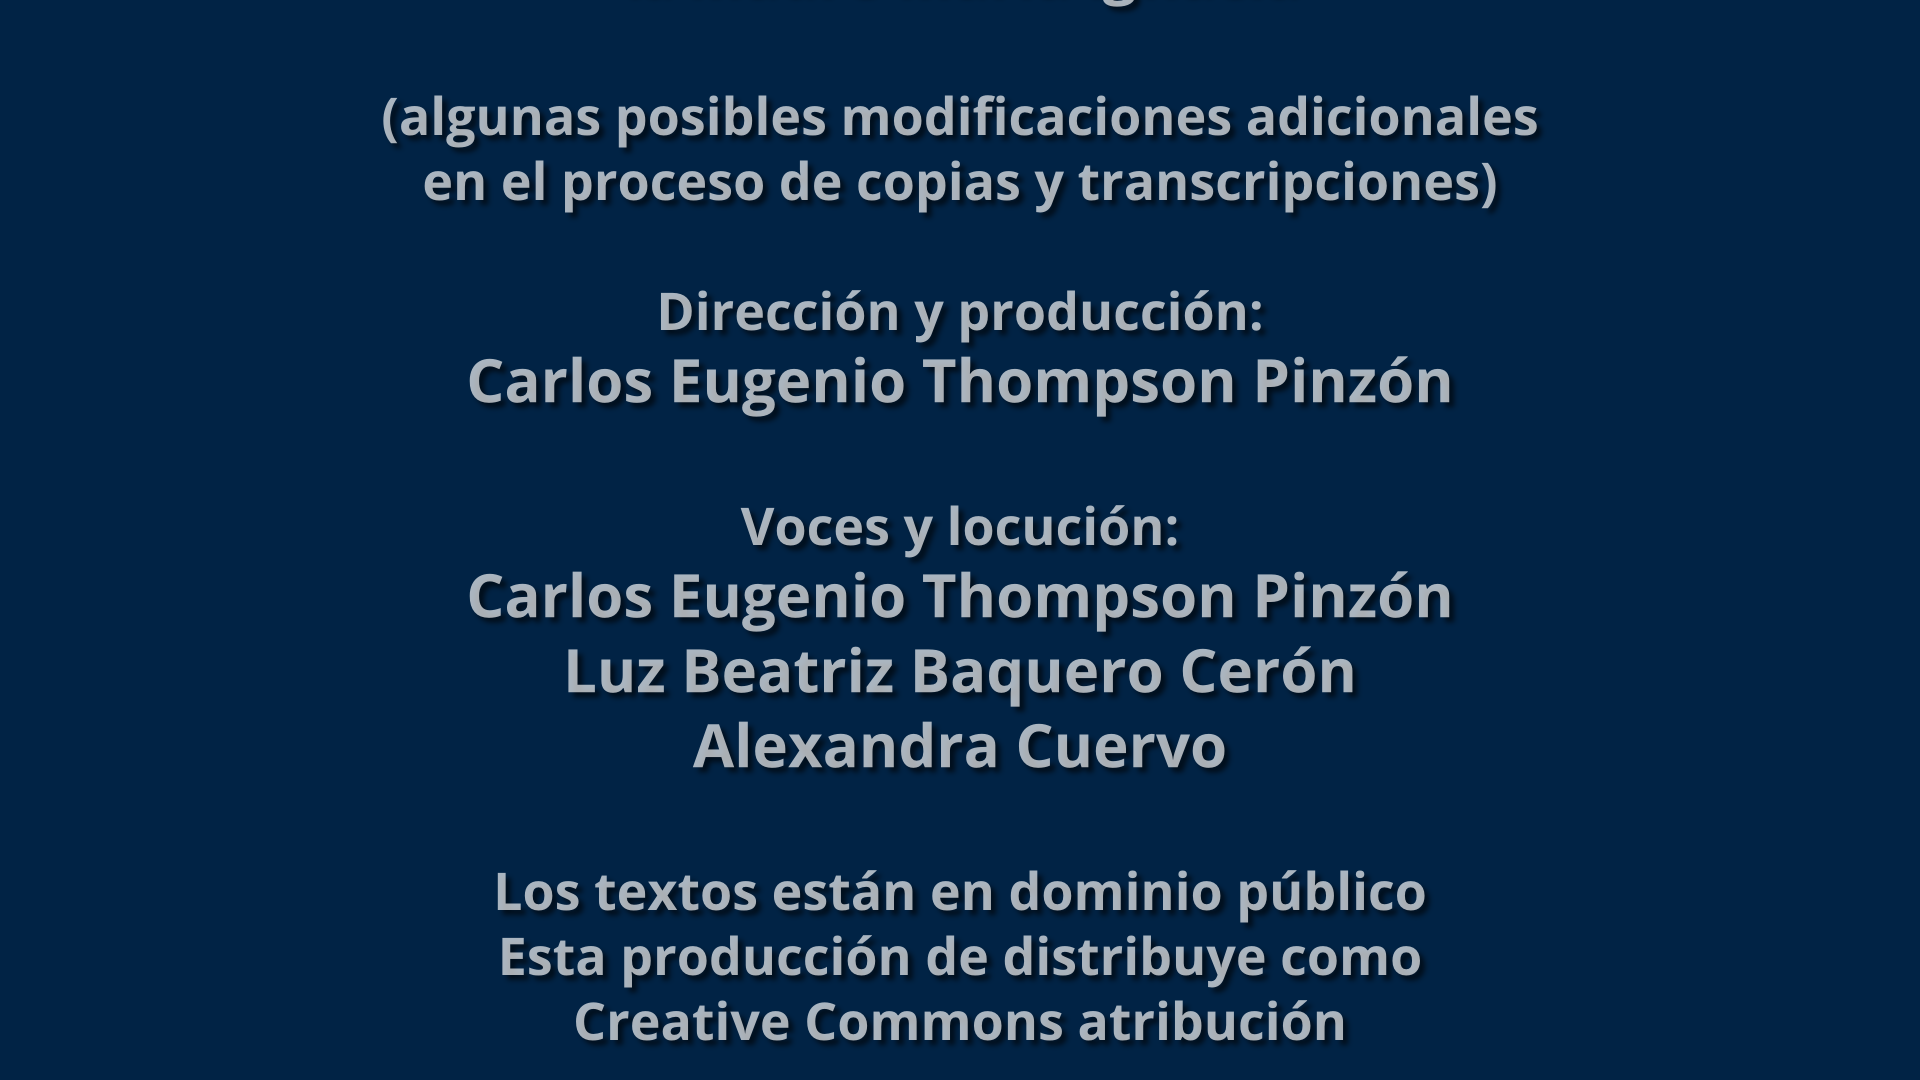 (algunas posibles modificaciones adicionales
en el proceso de copias y transcripciones)
Dirección y producción:
Carlos Eugenio Thompson Pinzón
Voces y locución:
Carlos Eugenio Thompson Pinzón
Luz Beatriz Baquero Cerón
Alexandra Cuervo
Los textos están en dominio público
Esta producción de distribuye como
Creative Commons atribución